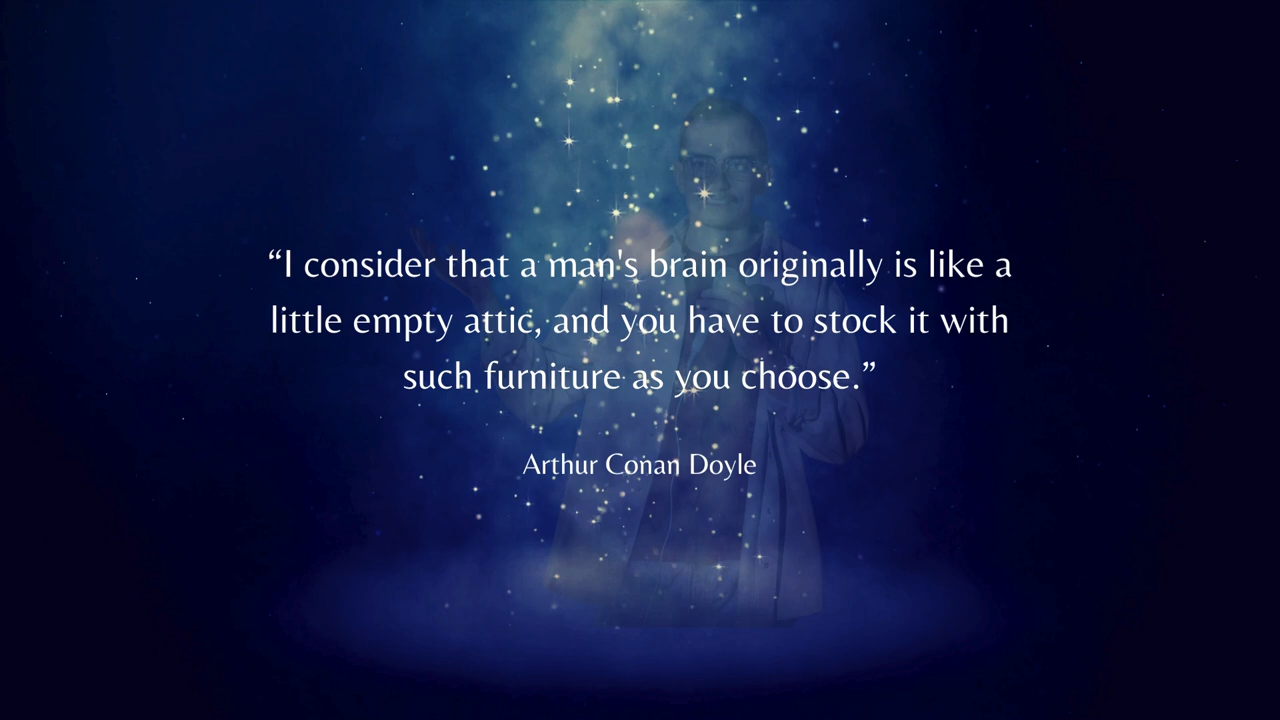 “I consider that a man's brain originally is like a
little empty attic, and you have to stock it with
such furniture as you choose.”
Arthur Conan Doyle